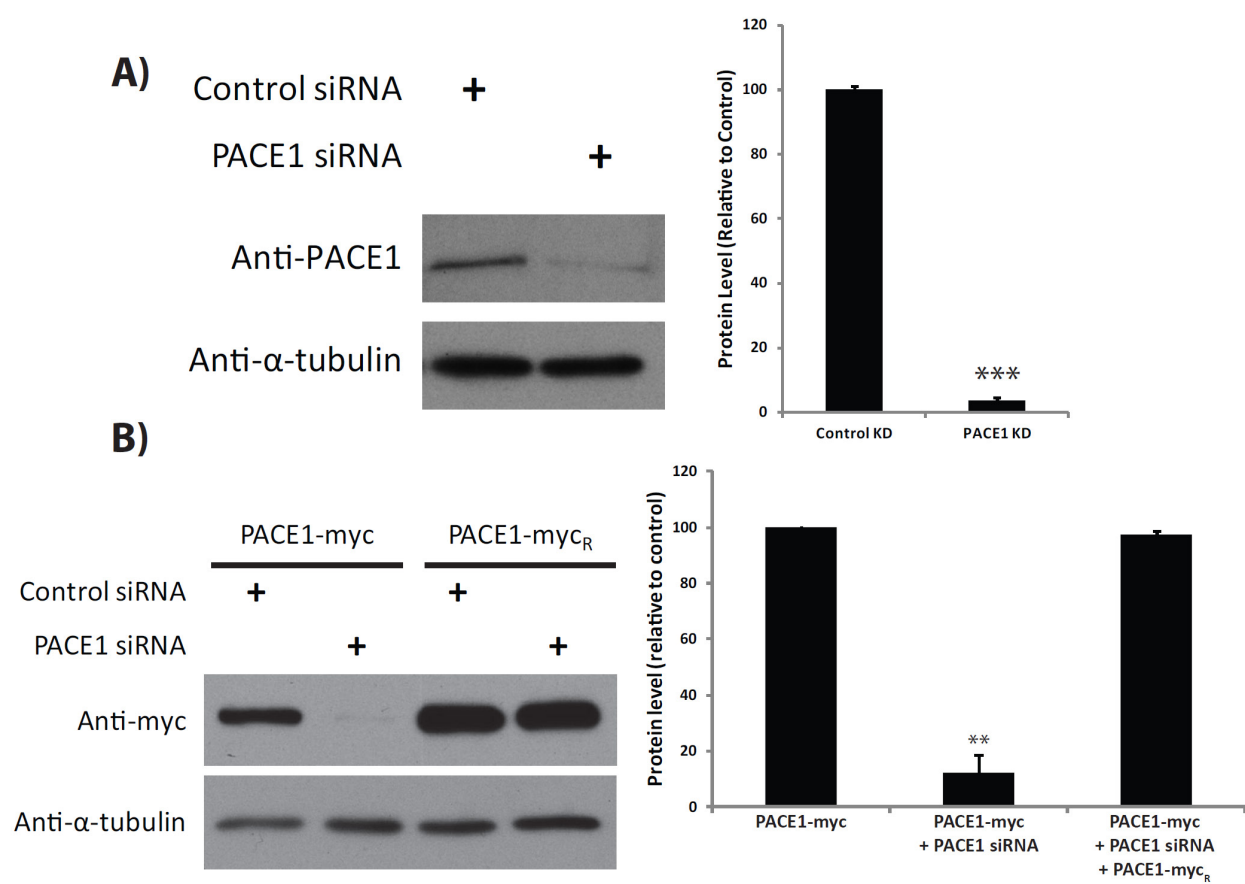 A)
Control siRNA +
PACE1 siRNA +
Anti-PACE1
Anti-α-tubulin
Protein Level (Relative to Control)
120
100
80
60
40
20
0
***
Control KD PACE1 KD
B)
PACE1-myc PACE1-mycR
Control siRNA + +
PACE1 siRNA + +
Anti-myc
Anti-α-tubulin
Protein level (relative to control)
120
100
80
60
40
20
0
**
PACE1-myc
PACE1-myc
+ PACE1 siRNA
PACE1-myc
+ PACE1 siRNA
+ PACE1-mycR